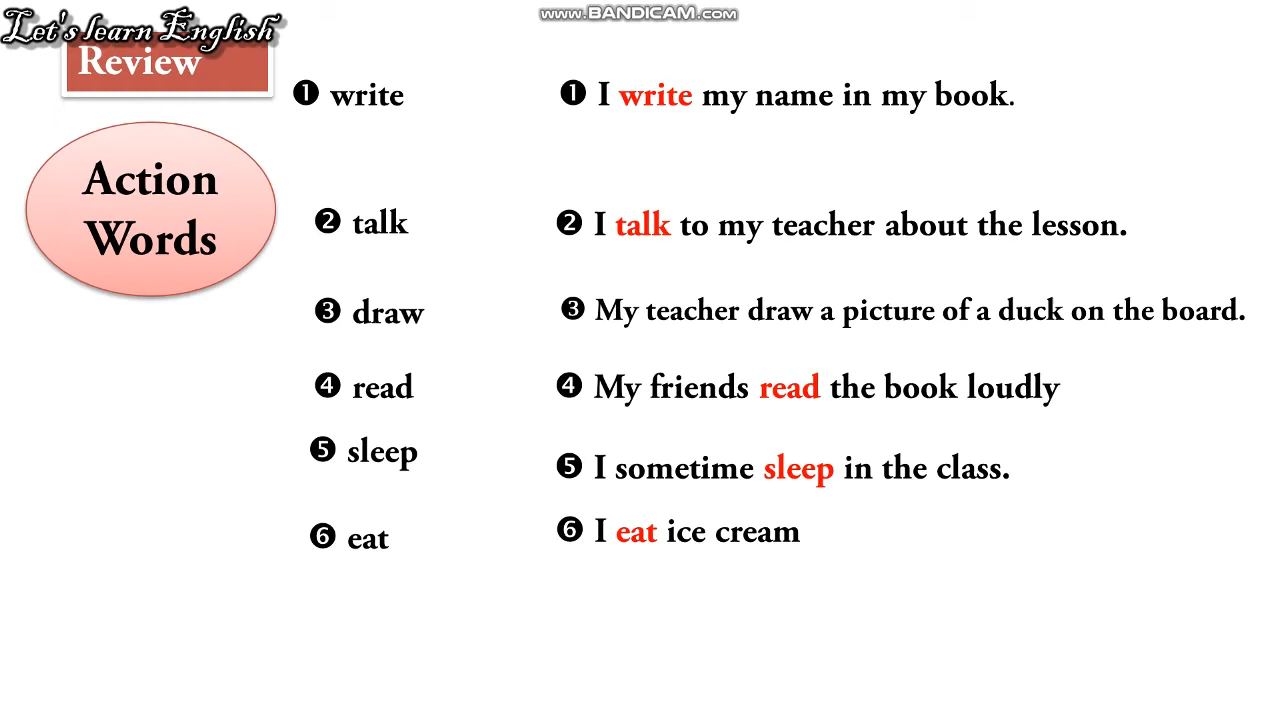 Let's learn English
www.BANDICAM.com
Review
Action
Words
❶ write
❶ I write my name in my book.
❷ talk
❷ I talk to my teacher about the lesson.
❸ draw
❸ My teacher draw a picture of a duck on the board.
❹ read
❹ My friends read the book loudly
❺ sleep
❺ I sometime sleep in the class.
❻ eat
❻ I eat ice cream